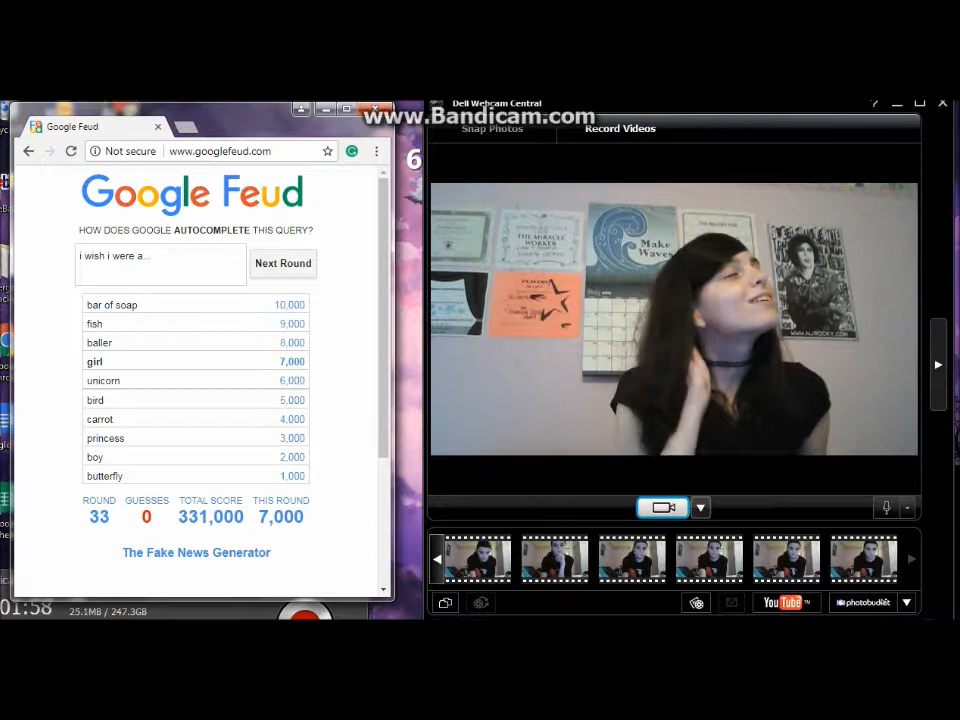 www.Bandicam.com
Dell Webcam Central
Google Feud
Snap Photos
Record Videos
Not secure
www.googlefeud.com
6
Google Feud
HOW DOES GOOGLE AUTOCOMPLETE THIS QUERY?
i wish i were a...
Next Round
bar of soap 10,000
fish 9,000
baller 8,000
girl 7,000
unicorn 6,000
bird 5,000
carrot 4,000
princess 3,000
boy 2,000
butterfly 1,000
ROUND GUESSES TOTAL SCORE THIS ROUND
33 0 331,000 7,000
The Fake News Generator
01:58
25.1MB / 247.3GB
THE MIRACLE
WORKER
Make
Waves
May
YouTube
photobucket